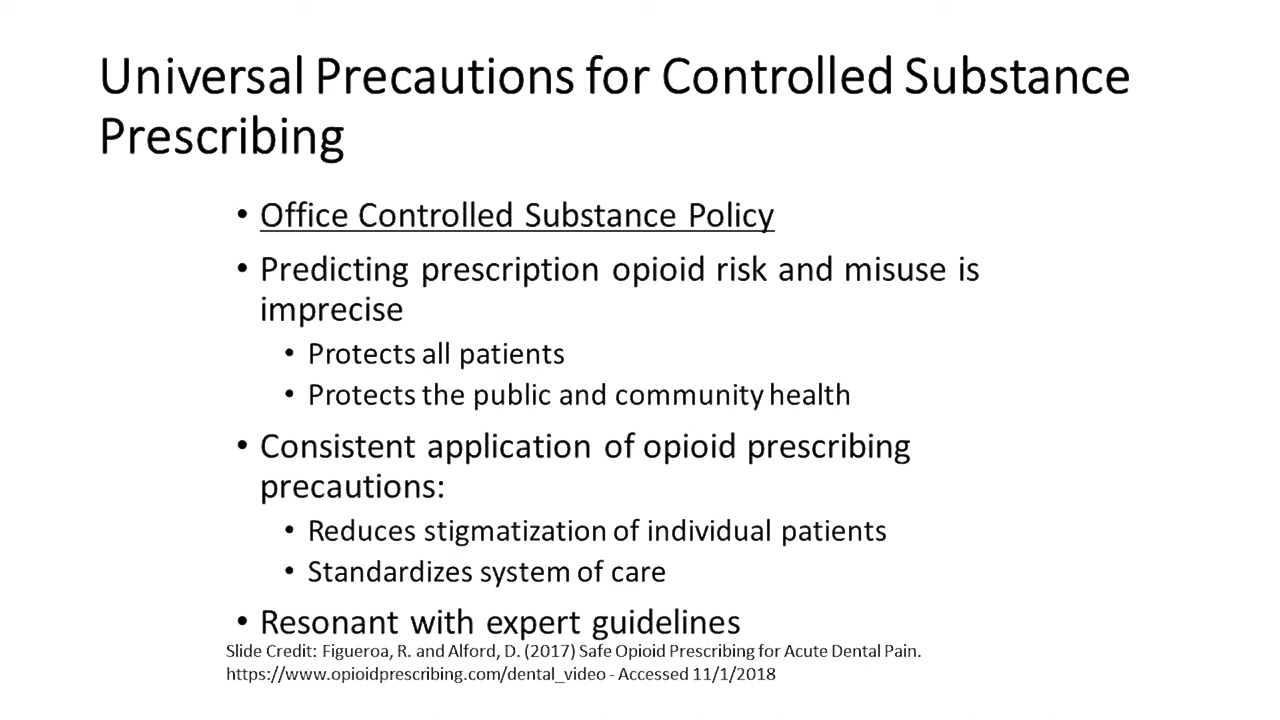 Universal Precautions for Controlled Substance
Prescribing
• Office Controlled Substance Policy
• Predicting prescription opioid risk and misuse is
imprecise
• Protects all patients
• Protects the public and community health
• Consistent application of opioid prescribing
precautions:
• Reduces stigmatization of individual patients
• Standardizes system of care
• Resonant with expert guidelines
Slide Credit: Figueroa, R. and Alford, D. (2017) Safe Opioid Prescribing for Acute Dental Pain.
https://www.opioidprescribing.com/dental_video - Accessed 11/1/2018